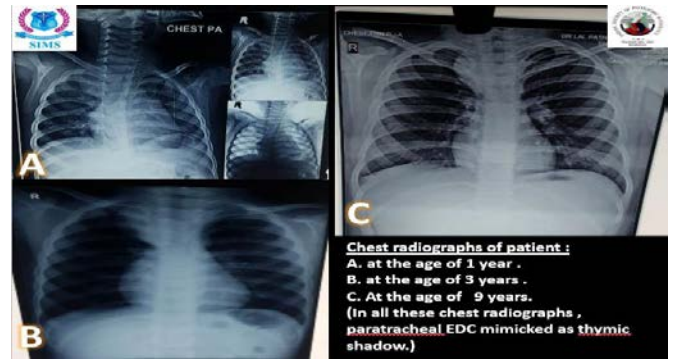 SIMS
CHEST PA
R
R
A
R
R
C
R
B
Chest radiographs of patient :
A. at the age of 1 year .
B. at the age of 3 years .
C. At the age of   9 years.
(In all these chest radiographs ,
paratracheal EDC mimicked as thymic
shadow.)